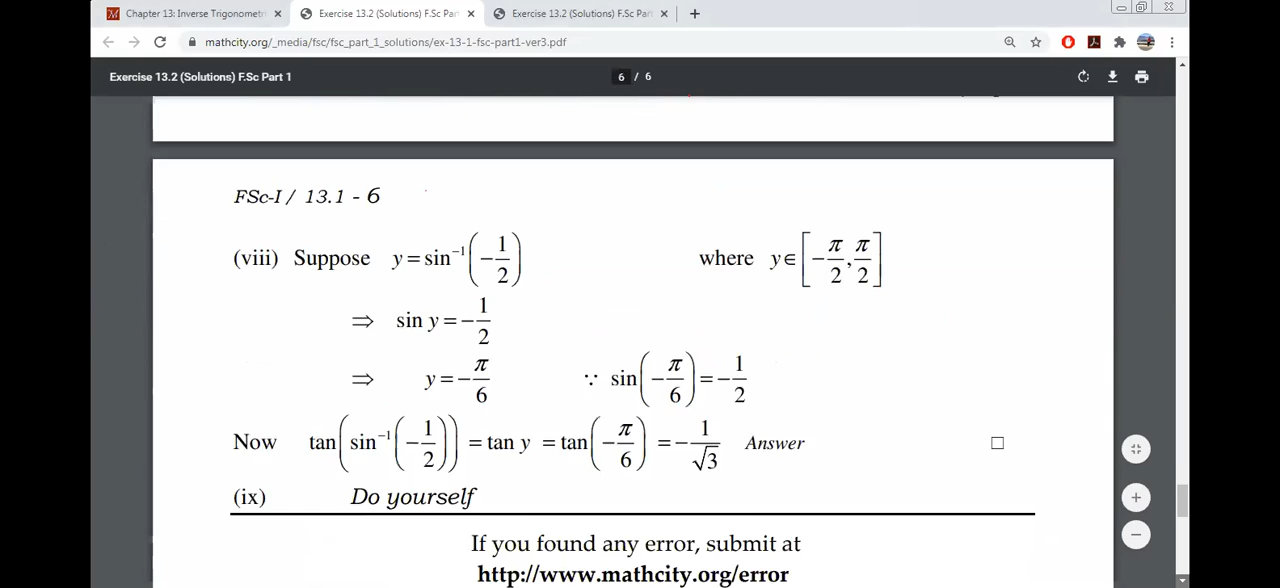 Chapter 13: Inverse Trigonometri
Exercise 13.2 (Solutions) F.Sc Par
Exercise 13.2 (Solutions) F.Sc Par
mathcity.org/_media/fsc/fsc_part_1_solutions/ex-13-1-fsc-part1-ver3.pdf
Exercise 13.2 (Solutions) F.Sc Part 1
6 / 6
FSc-I / 13.1 - 6
(viii) Suppose y = sin⁻¹(−1/2) where y ∈ [−π/2, π/2]
⇒ sin y = −1/2
⇒ y = −π/6 ∵ sin(−π/6) = −1/2
Now tan(sin⁻¹(−1/2)) = tan y = tan(−π/6) = −1/√3 Answer □
(ix) Do yourself
If you found any error, submit at
http://www.mathcity.org/error